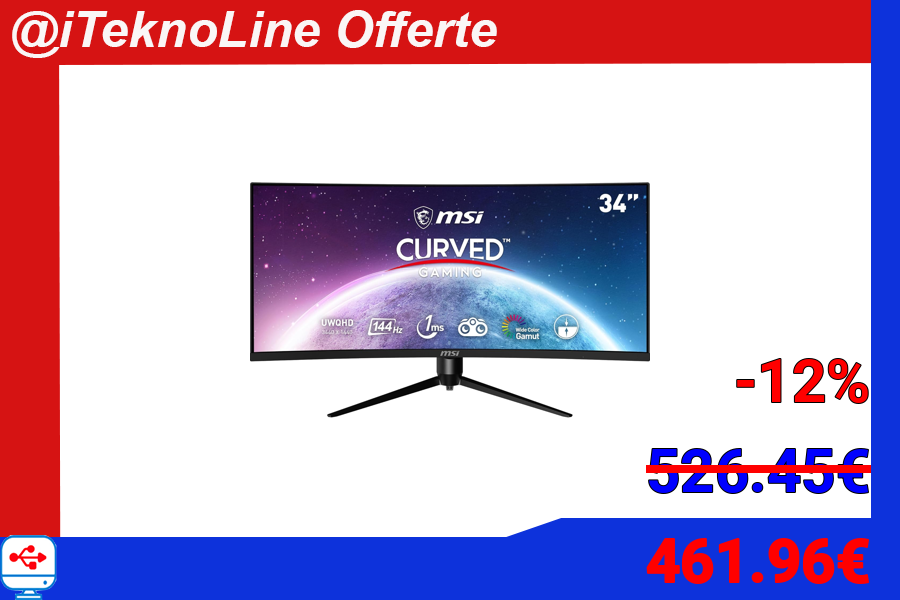 @iTeknoLine Offerte
34”
msi
CURVED™
GAMING
UWQHD
144Hz
1ms
Wide Color
Gamut
msi
-12%
526.45€
461.96€